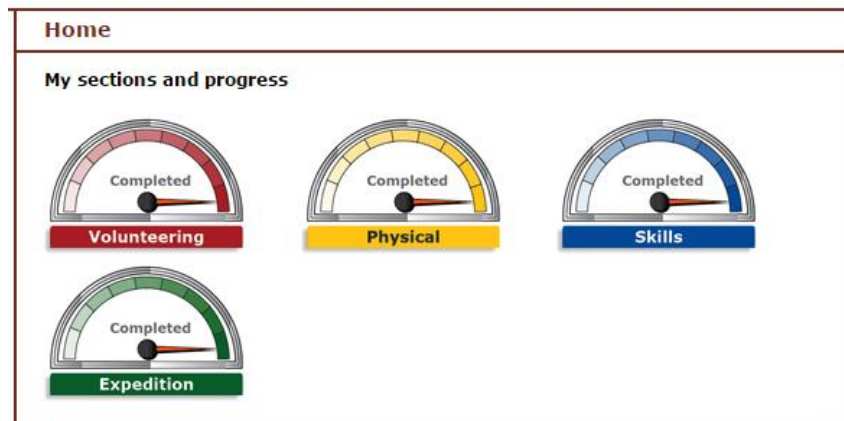 Home
My sections and progress
Completed
Volunteering
Completed
Physical
Completed
Skills
Completed
Expedition